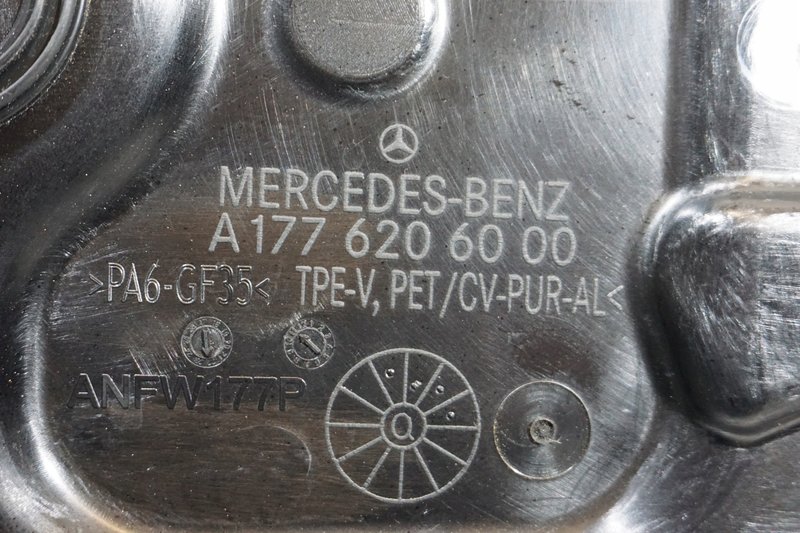 MERCEDES-BENZ
A 177 620 60 00
>PA6-GF35< TPE-V, PET/CV-PUR-AL<
ANFW177P
Q
Q